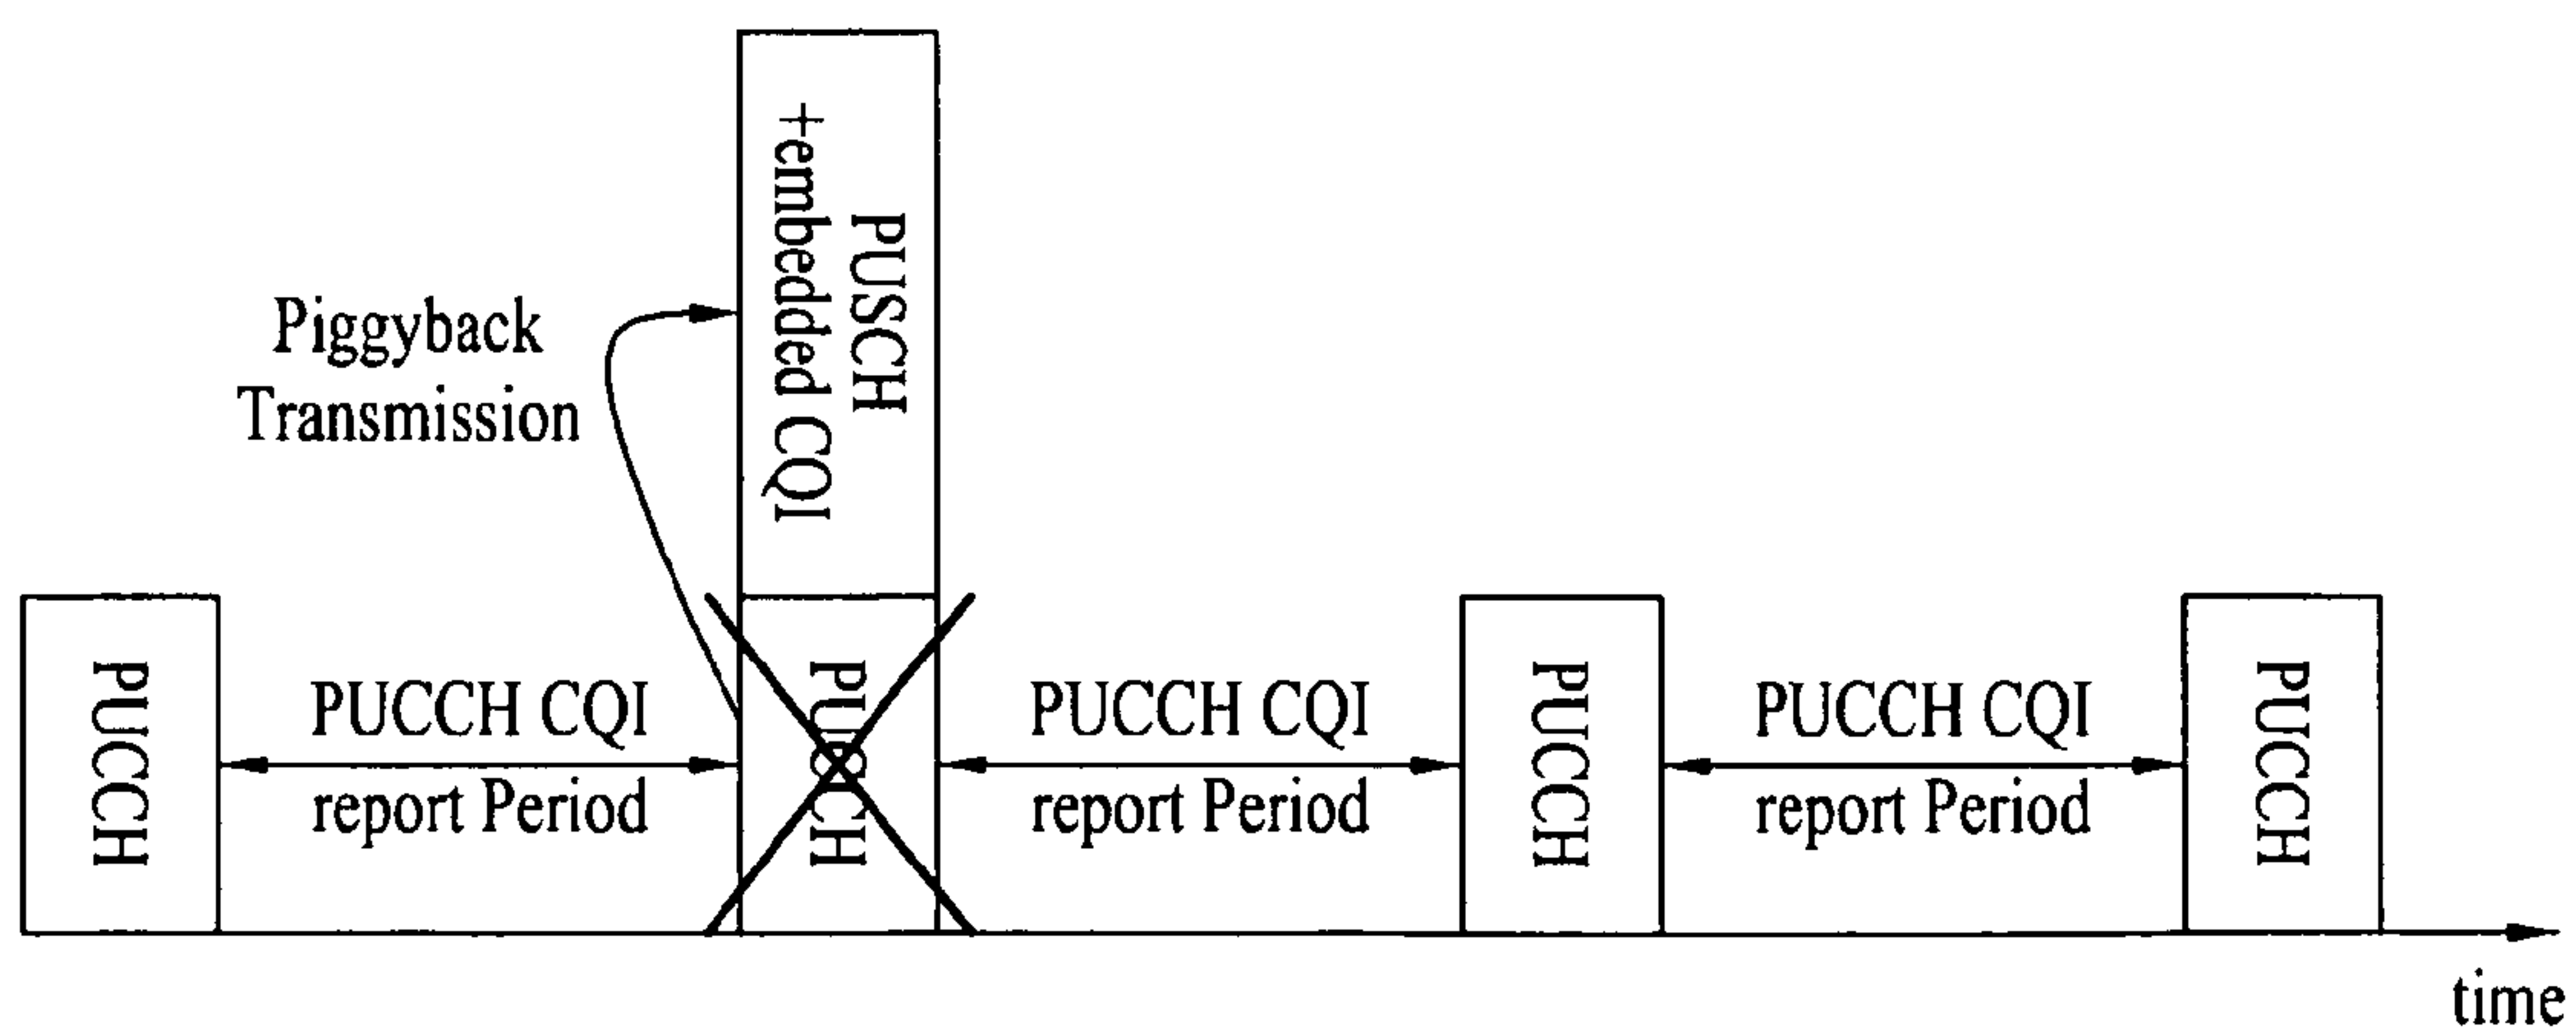 PUSCH
+embedded CQI
Piggyback
Transmission
PUCCH
PUCCH CQI
report Period
PUCCH
PUCCH CQI
report Period
PUCCH
PUCCH CQI
report Period
PUCCH
time